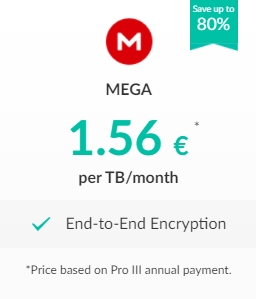 Save up to
80%
M
MEGA
1.56 €*
per TB/month
End-to-End Encryption
*Price based on Pro III annual payment.